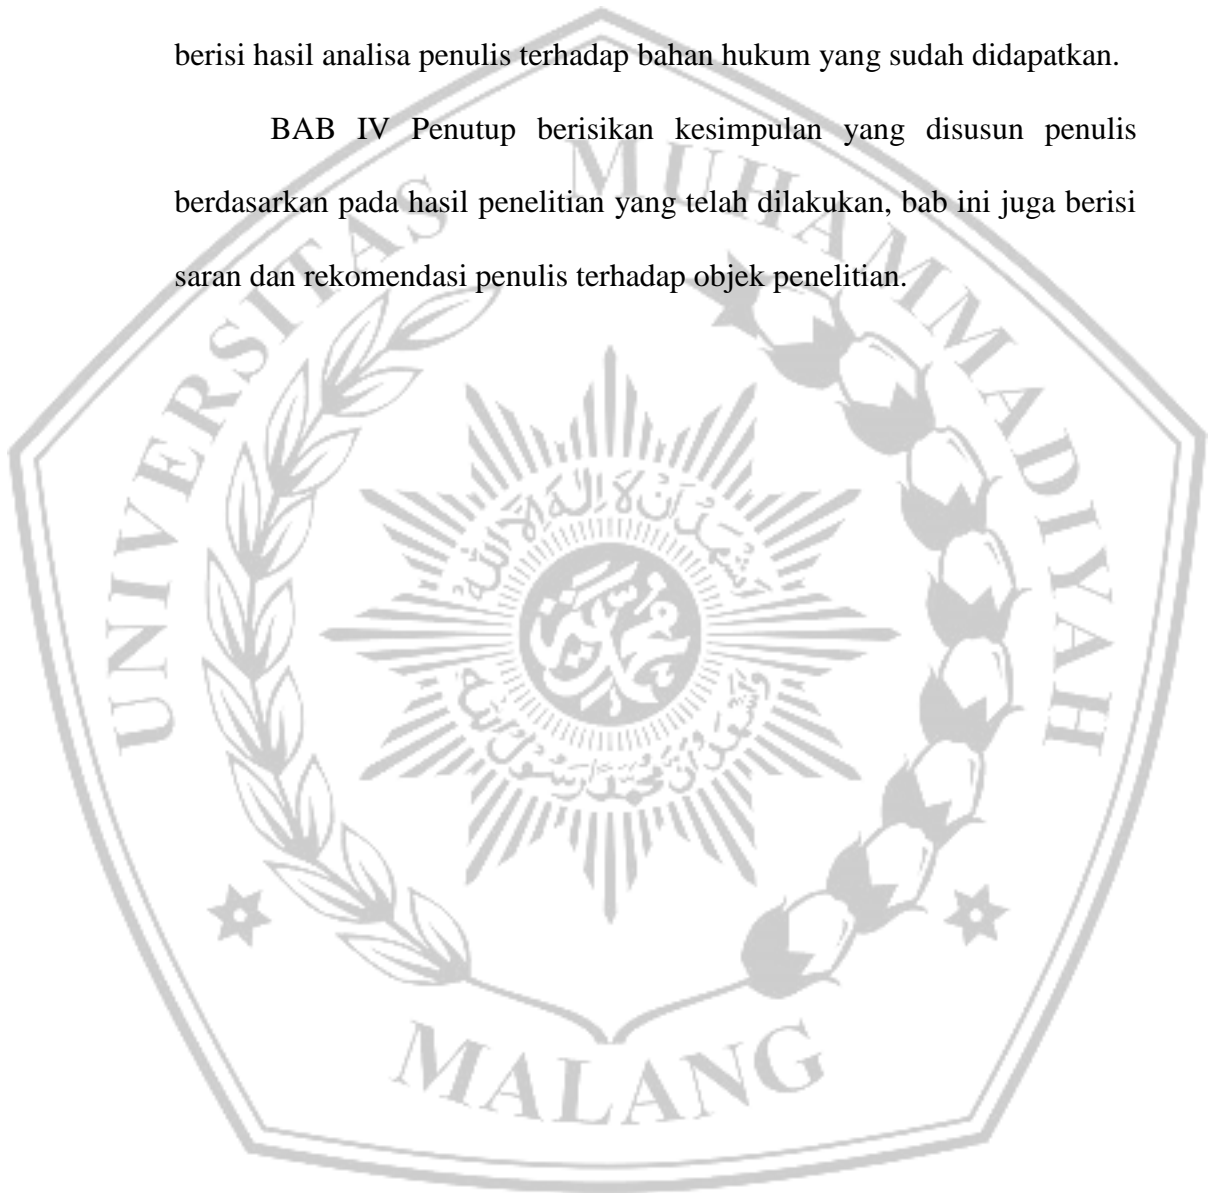 berisi hasil analisa penulis terhadap bahan hukum yang sudah didapatkan.
BAB IV Penutup berisikan kesimpulan yang disusun penulis
berdasarkan pada hasil penelitian yang telah dilakukan, bab ini juga berisi
saran dan rekomendasi penulis terhadap objek penelitian.
UNIVERSITAS MUHAMMADIYAH
MALANG